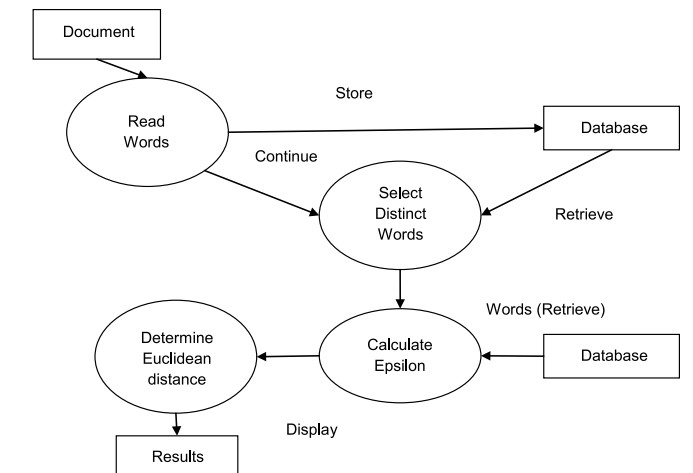 Document
Store
Read
Words
Database
Continue
Select
Distinct
Words
Retrieve
Words (Retrieve)
Determine
Euclidean
distance
Calculate
Epsilon
Database
Display
Results